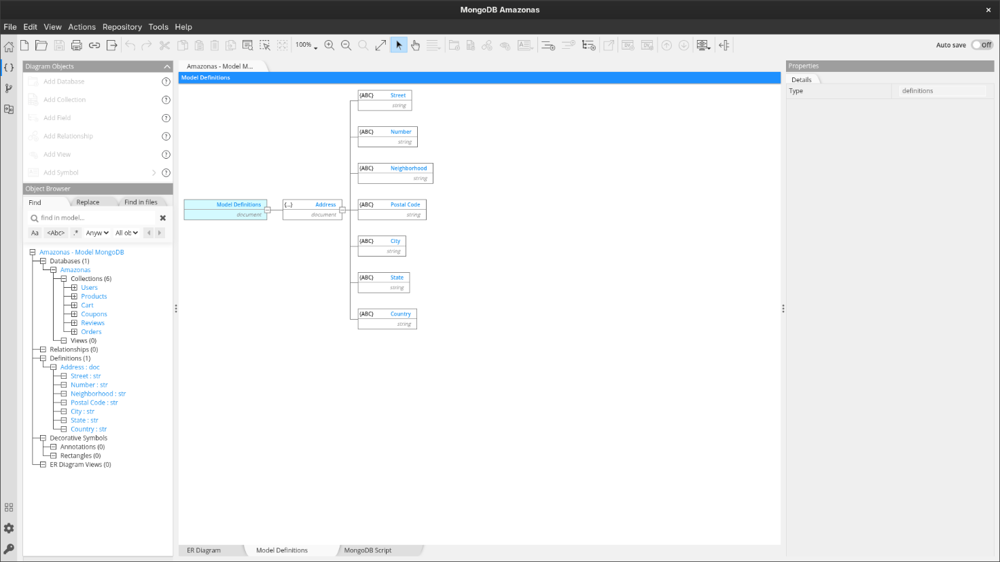 MongoDB Amazonas
File Edit View Actions Repository Tools Help
100%
Auto save Off
Diagram Objects
Add Database
Add Collection
Add Field
Add Relationship
Add View
Add Symbol
Object Browser
Find Replace Find in files
find in model...
Aa <Abc> .* Anyw All ob
Amazonas - Model MongoDB
Databases (1)
Amazonas
Collections (6)
Users
Products
Cart
Coupons
Reviews
Orders
Views (0)
Relationships (0)
Definitions (1)
Address : doc
Street : str
Number : str
Neighborhood : str
Postal Code : str
City : str
State : str
Country : str
Decorative Symbols
Annotations (0)
Rectangles (0)
ER Diagram Views (0)
Amazonas - Model M...
Model Definitions
{ABC} Street
string
{ABC} Number
string
{ABC} Neighborhood
string
Model Definitions
document
{...} Address
document
{ABC} Postal Code
string
{ABC} City
string
{ABC} State
string
{ABC} Country
string
ER Diagram Model Definitions MongoDB Script
Properties
Details
Type definitions